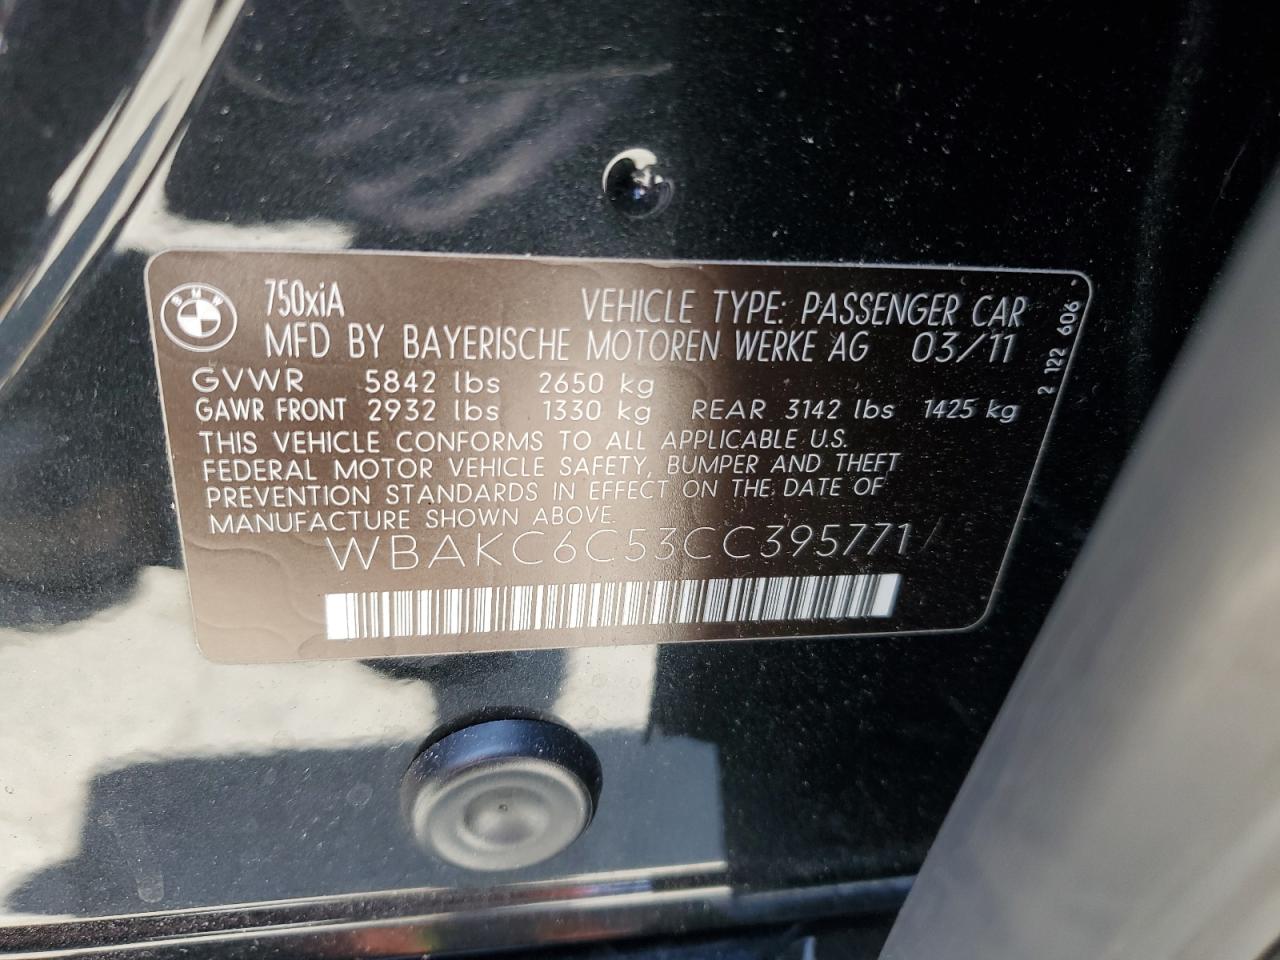 BMW
750xiA
VEHICLE TYPE: PASSENGER CAR
MFD BY BAYERISCHE MOTOREN WERKE AG 03/11
GVWR 5842 lbs 2650 kg
GAWR FRONT 2932 lbs 1330 kg REAR 3142 lbs 1425 kg
THIS VEHICLE CONFORMS TO ALL APPLICABLE U.S.
FEDERAL MOTOR VEHICLE SAFETY, BUMPER AND THEFT
PREVENTION STANDARDS IN EFFECT ON THE DATE OF
MANUFACTURE SHOWN ABOVE.
WBAKC6C53CC395771
2 122 606